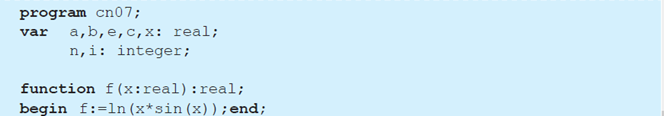 program cn07;
var a,b,e,c,x: real;
n,i: integer;
function f(x:real):real;
begin f:=ln(x*sin(x));end;